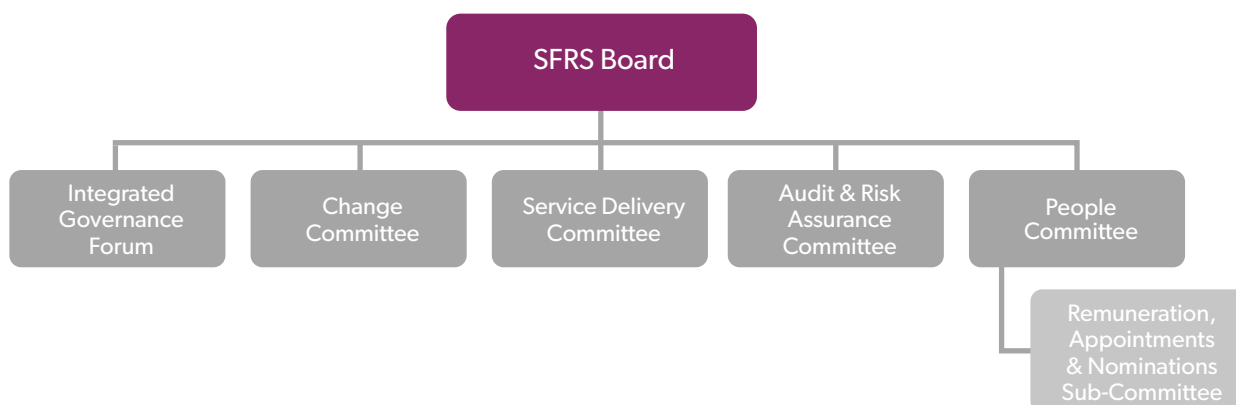 SFRS Board
Integrated
Governance
Forum
Change
Committee
Service Delivery
Committee
Audit & Risk
Assurance
Committee
People
Committee
Remuneration,
Appointments
& Nominations
Sub-Committee